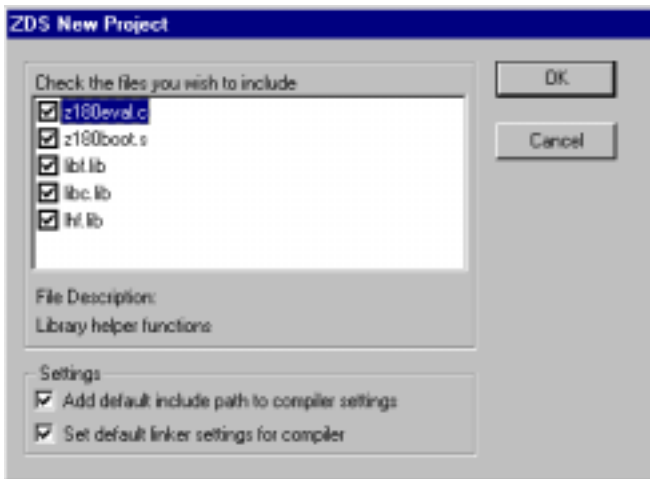 ZDS New Project
Check the files you wish to include
z180eval.c
z180boot.s
libf.lib
libc.lib
lhf.lib
File Description:
Library helper functions
Settings
Add default include path to compiler settings
Set default linker settings for compiler
OK
Cancel